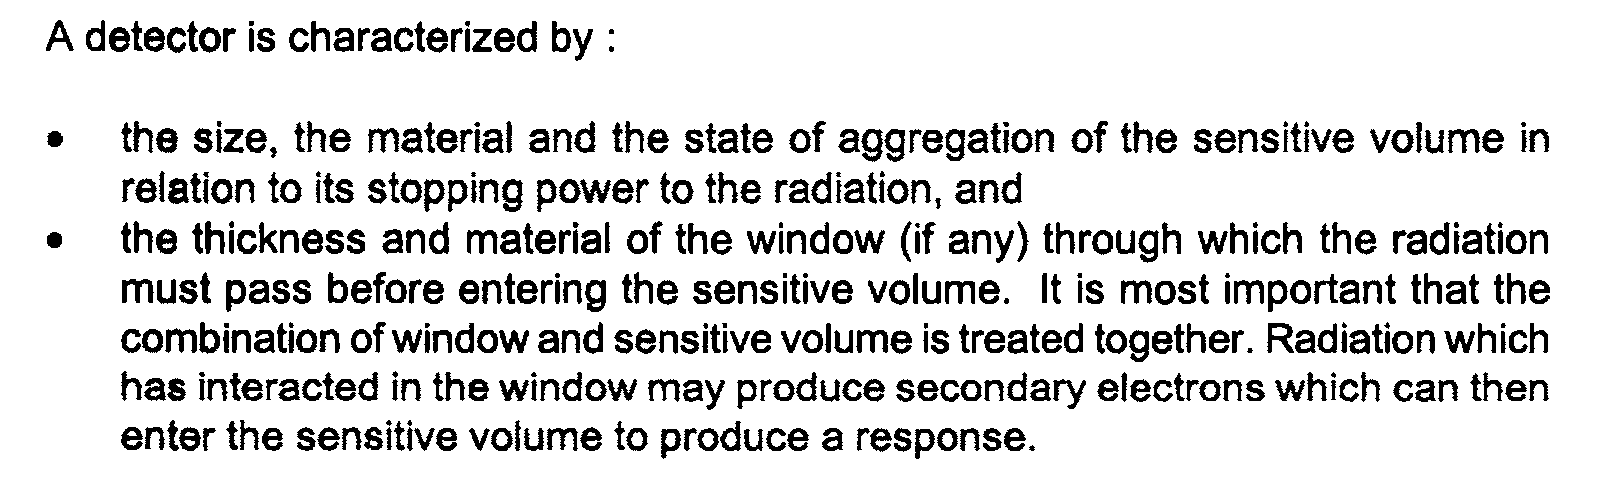 A detector is characterized by :
• the size, the material and the state of aggregation of the sensitive volume in
relation to its stopping power to the radiation, and
• the thickness and material of the window (if any) through which the radiation
must pass before entering the sensitive volume. It is most important that the
combination of window and sensitive volume is treated together. Radiation which
has interacted in the window may produce secondary electrons which can then
enter the sensitive volume to produce a response.